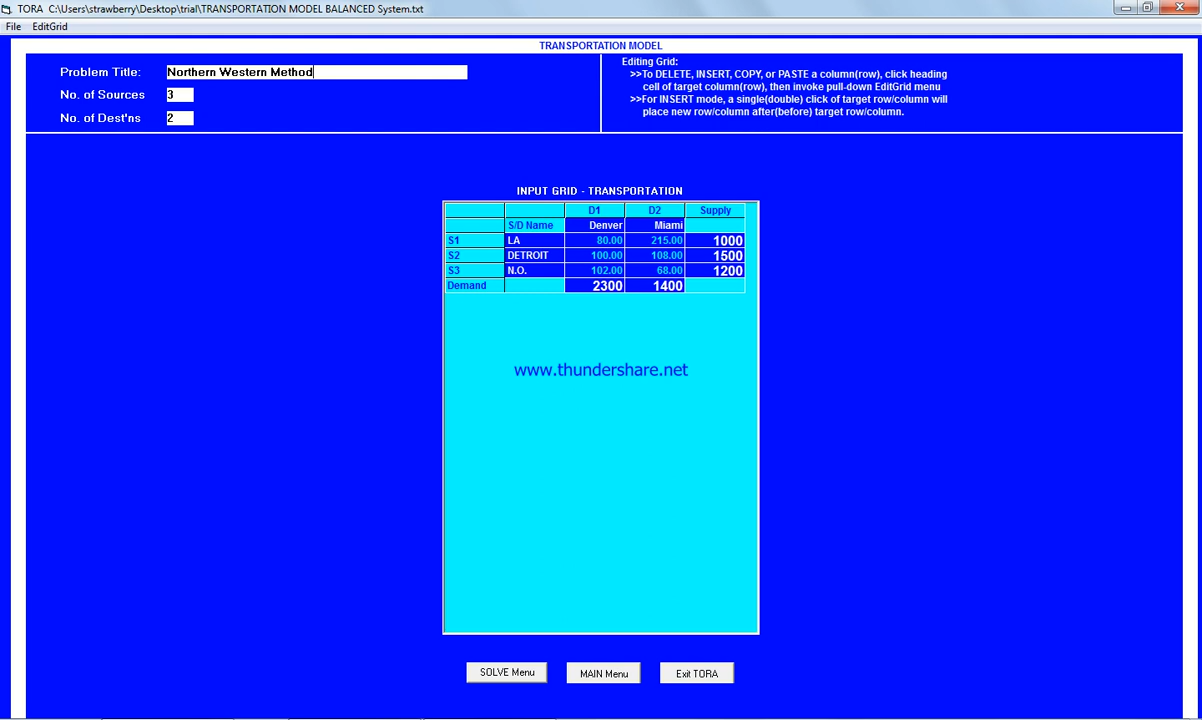 TORA C:\Users\strawberry\Desktop\trial\TRANSPORTATION MODEL BALANCED System.txt
File EditGrid
TRANSPORTATION MODEL
Problem Title: Northern Western Method
No. of Sources 3
No. of Dest'ns 2
Editing Grid:
>>To DELETE, INSERT, COPY, or PASTE a column(row), click heading
cell of target column(row), then invoke pull-down EditGrid menu
>>For INSERT mode, a single(double) click of target row/column will
place new row/column after(before) target row/column.
INPUT GRID - TRANSPORTATION
D1 D2 Supply
S/D Name Denver Miami
S1 LA 80.00 215.00 1000
S2 DETROIT 100.00 108.00 1500
S3 N.O. 102.00 68.00 1200
Demand 2300 1400
www.thundershare.net
SOLVE Menu MAIN Menu Exit TORA